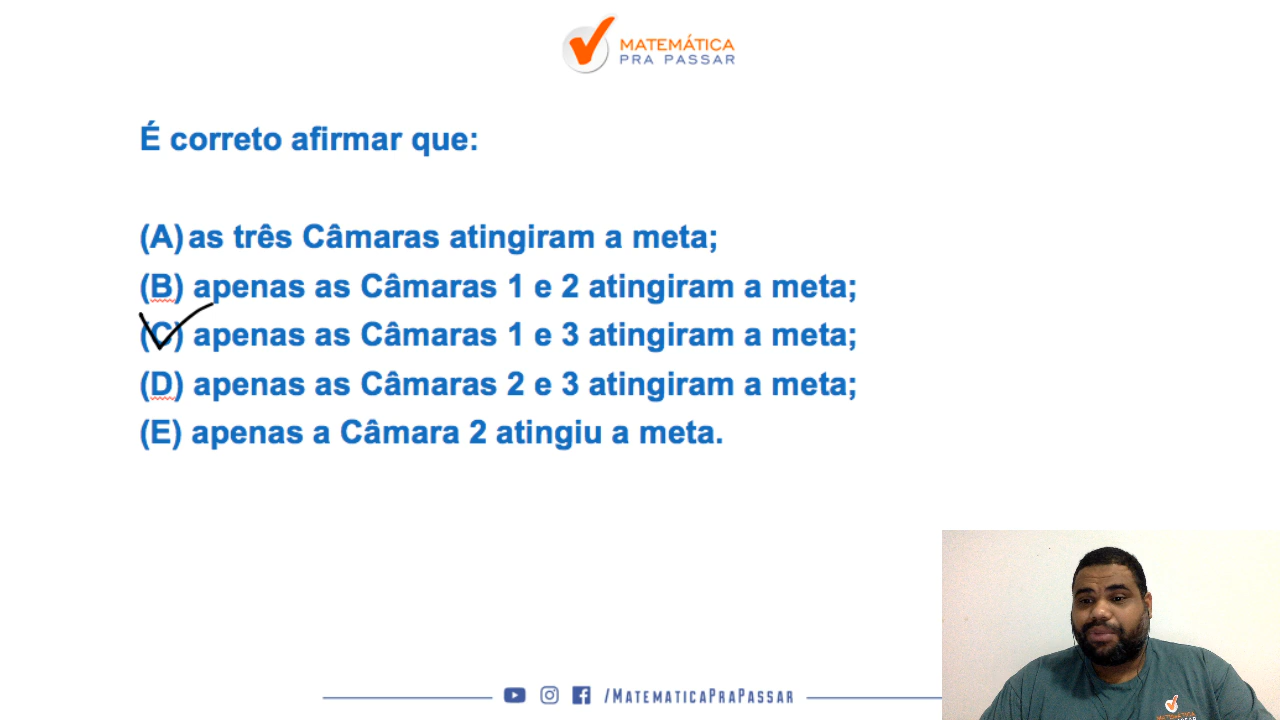 MATEMÁTICA
PRA PASSAR
É correto afirmar que:
(A) as três Câmaras atingiram a meta;
(B) apenas as Câmaras 1 e 2 atingiram a meta;
(C) apenas as Câmaras 1 e 3 atingiram a meta;
(D) apenas as Câmaras 2 e 3 atingiram a meta;
(E) apenas a Câmara 2 atingiu a meta.
/MATEMATICAPRAPASSAR
MATEMÁTICA